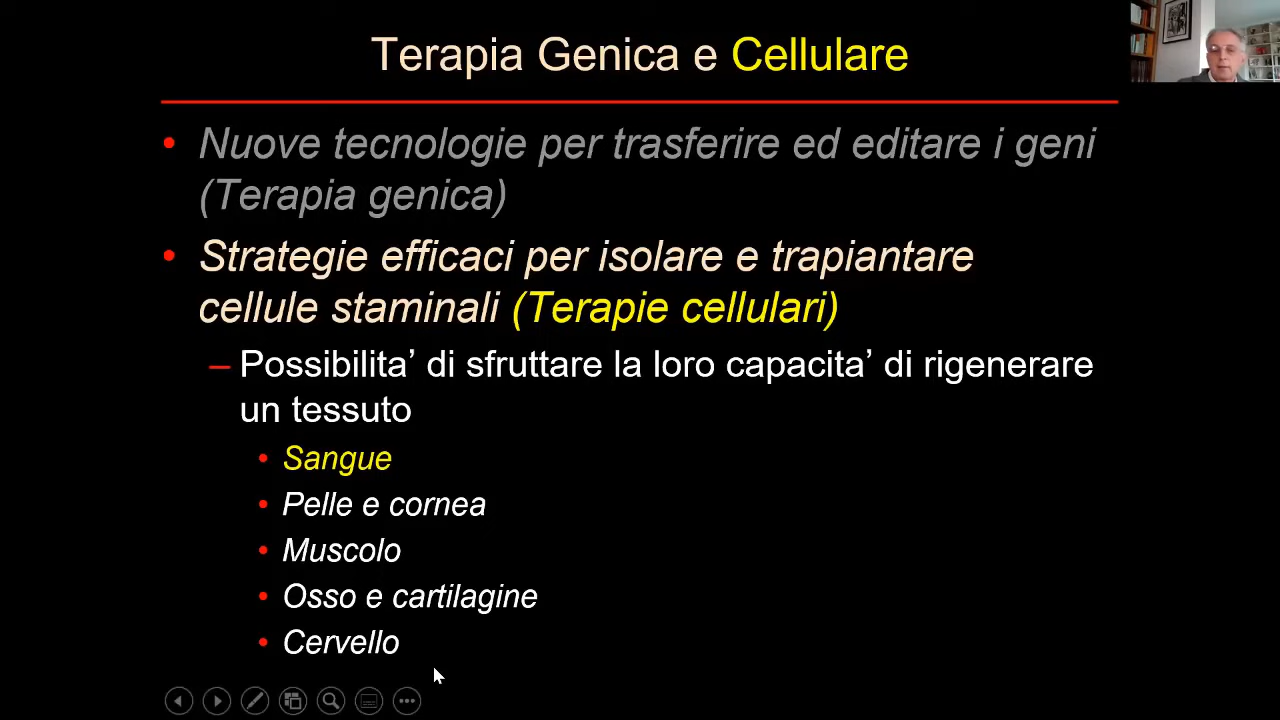 Terapia Genica e Cellulare
• Nuove tecnologie per trasferire ed editare i geni
(Terapia genica)
• Strategie efficaci per isolare e trapiantare
cellule staminali (Terapie cellulari)
– Possibilita’ di sfruttare la loro capacita’ di rigenerare
un tessuto
• Sangue
• Pelle e cornea
• Muscolo
• Osso e cartilagine
• Cervello